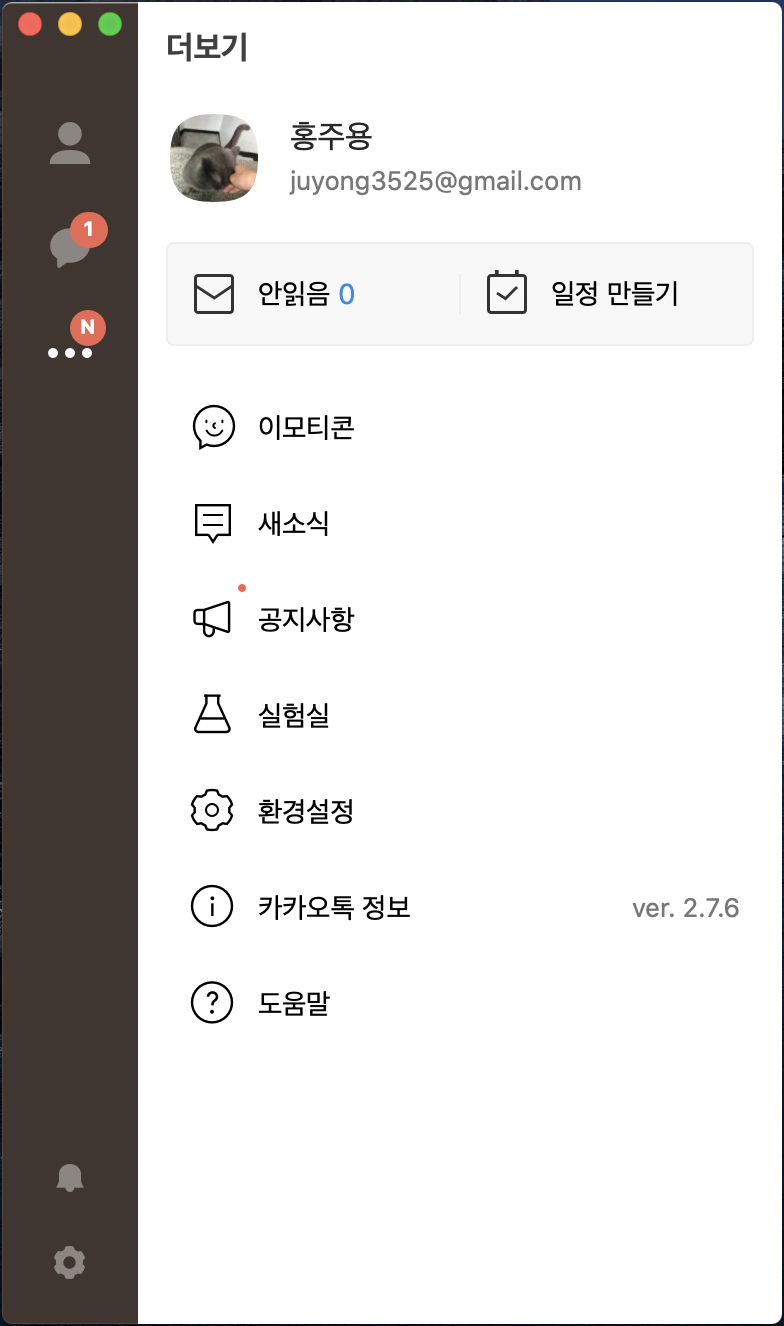 더보기
홍주용
juyong3525@gmail.com
1
안읽음 0 일정 만들기
N
이모티콘
새소식
공지사항
실험실
환경설정
카카오톡 정보 ver. 2.7.6
도움말